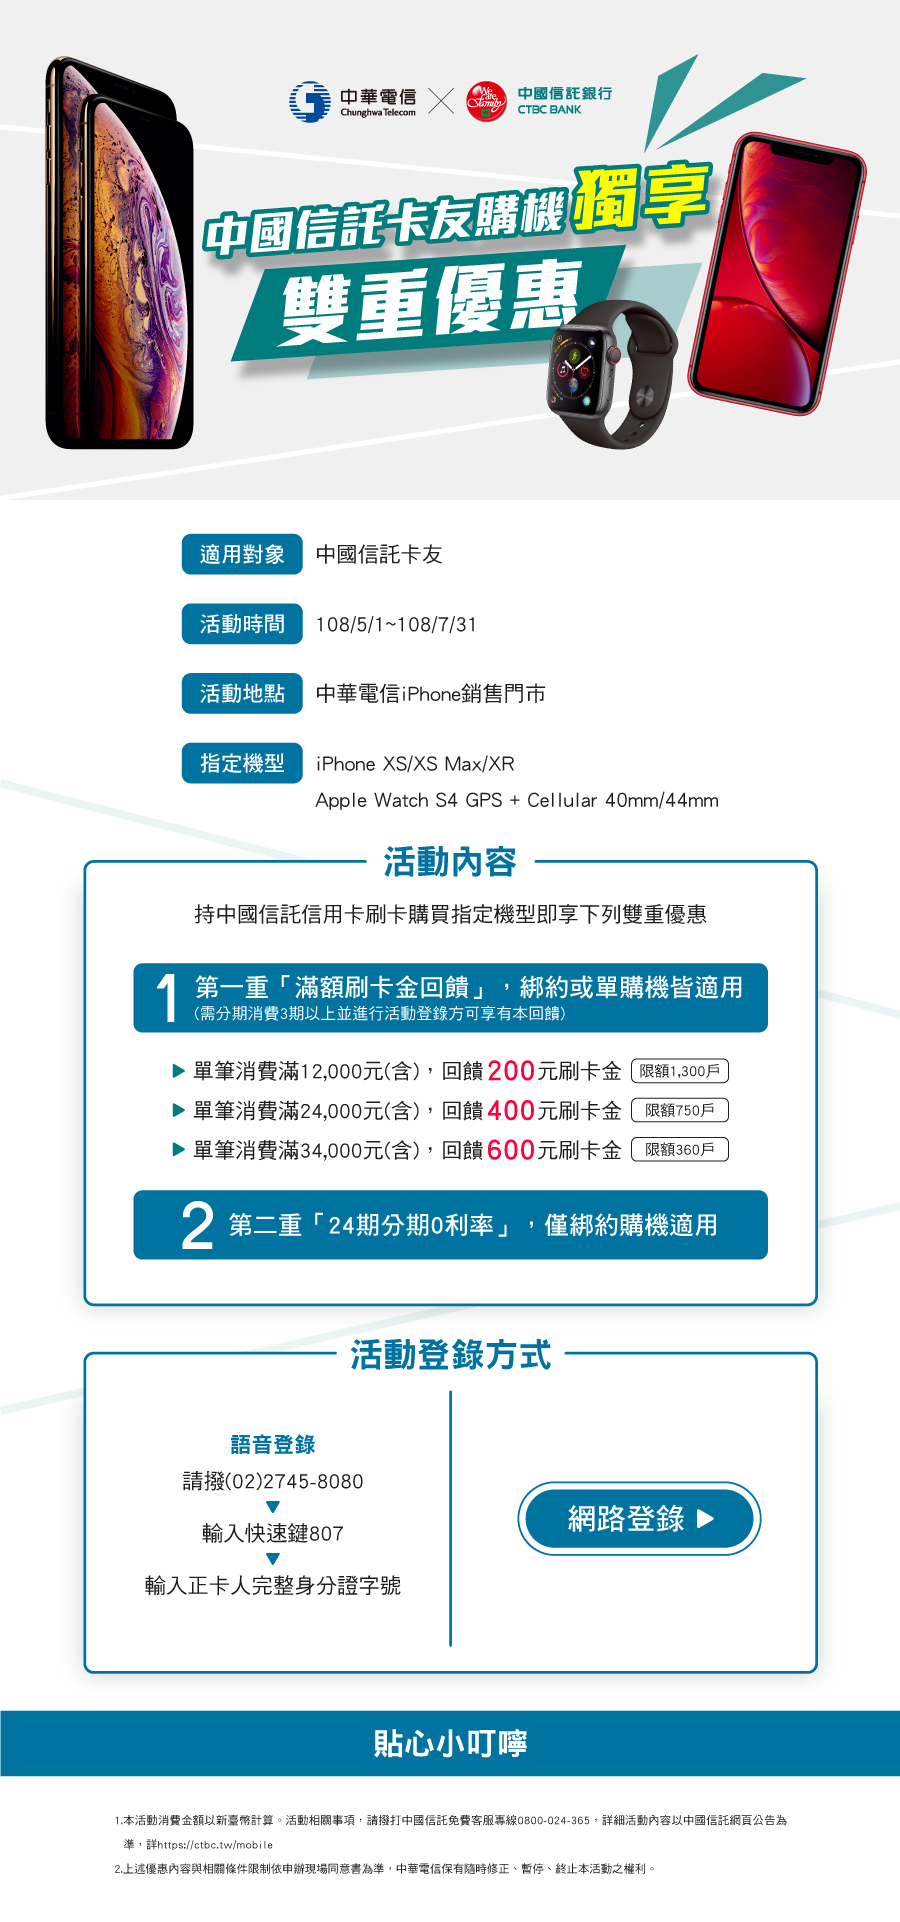 中華電信
Chunghwa Telecom
We are Family
中國信託銀行
CTBC BANK
中國信託卡友購機獨享
雙重優惠
適用對象 中國信託卡友
活動時間 108/5/1~108/7/31
活動地點 中華電信iPhone銷售門市
指定機型 iPhone XS/XS Max/XR
Apple Watch S4 GPS + Cellular 40mm/44mm
活動內容
持中國信託信用卡刷卡購買指定機型即享下列雙重優惠
1 第一重「滿額刷卡金回饋」，綁約或單購機皆適用
(需分期消費3期以上並進行活動登錄方可享有本回饋)
▶ 單筆消費滿12,000元(含)，回饋200元刷卡金 限額1,300戶
▶ 單筆消費滿24,000元(含)，回饋400元刷卡金 限額750戶
▶ 單筆消費滿34,000元(含)，回饋600元刷卡金 限額360戶
2 第二重「24期分期0利率」，僅綁約購機適用
活動登錄方式
語音登錄
請撥(02)2745-8080
▼
輸入快速鍵807
▼
輸入正卡人完整身分證字號
網路登錄 ▶
貼心小叮嚀
1.本活動消費金額以新臺幣計算。活動相關事項，請撥打中國信託免費客服專線0800-024-365，詳細活動內容以中國信託網頁公告為
準，詳https://ctbc.tw/mobile
2.上述優惠內容與相關條件限制依申辦現場同意書為準，中華電信保有隨時修正、暫停、終止本活動之權利。